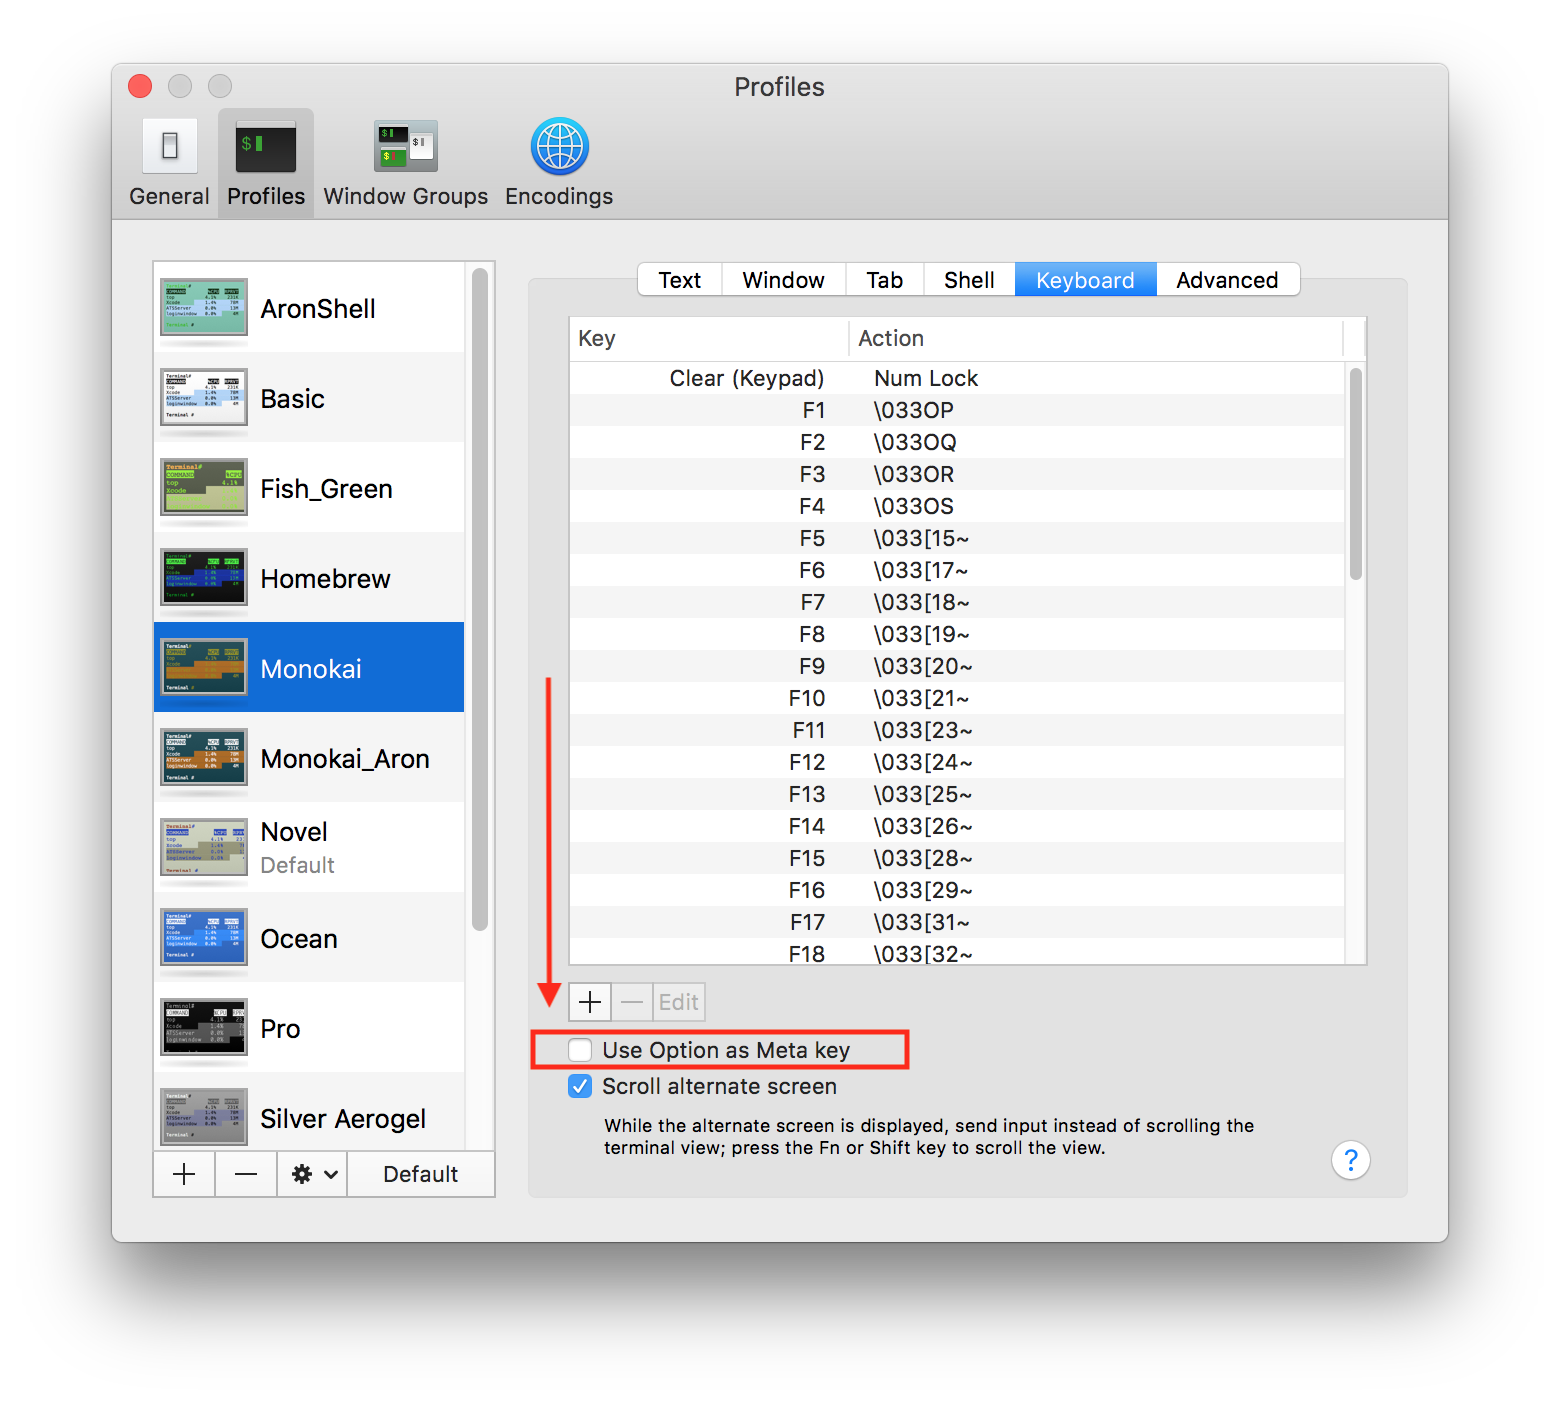 Profiles
General
Profiles
Window Groups
Encodings
AronShell
Basic
Fish_Green
Homebrew
Monokai
Monokai_Aron
Novel
Default
Ocean
Pro
Silver Aerogel
Default
Text Window Tab Shell Keyboard Advanced
Key Action
Clear (Keypad) Num Lock
F1 \033OP
F2 \033OQ
F3 \033OR
F4 \033OS
F5 \033[15~
F6 \033[17~
F7 \033[18~
F8 \033[19~
F9 \033[20~
F10 \033[21~
F11 \033[23~
F12 \033[24~
F13 \033[25~
F14 \033[26~
F15 \033[28~
F16 \033[29~
F17 \033[31~
F18 \033[32~
Edit
Use Option as Meta key
Scroll alternate screen
While the alternate screen is displayed, send input instead of scrolling the
terminal view; press the Fn or Shift key to scroll the view.
?